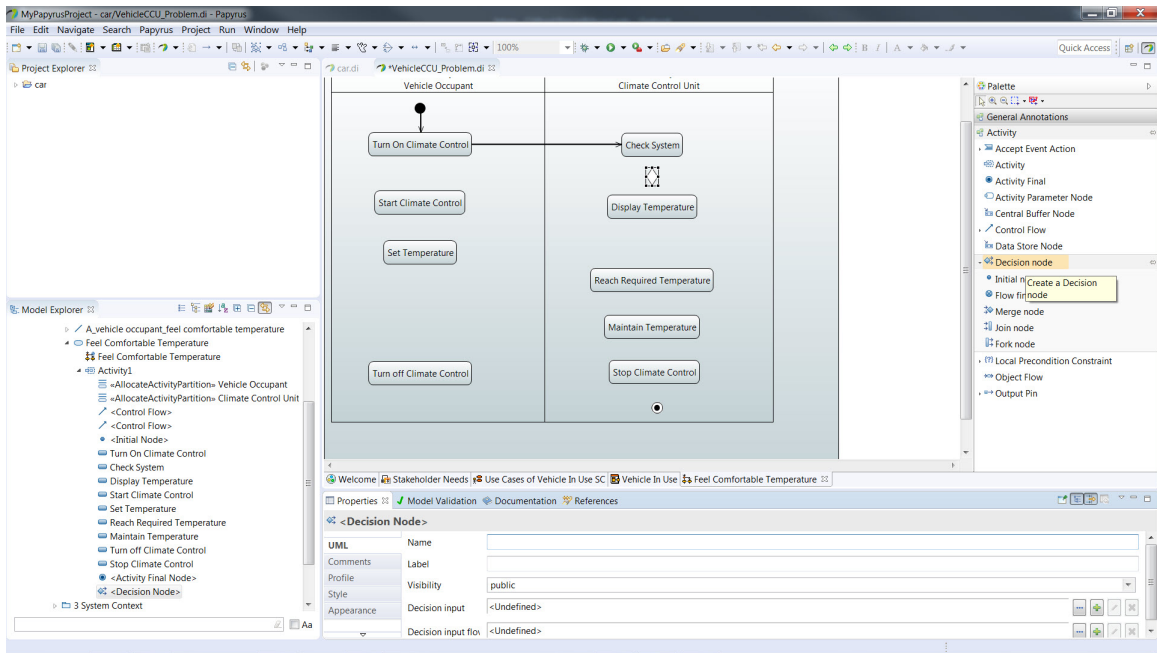 MyPapyrusProject - car/VehicleCCU_Problem.di - Papyrus
File Edit Navigate Search Papyrus Project Run Window Help
100%
B I A
Quick Access
Project Explorer
car
car.di
*VehicleCCU_Problem.di
Vehicle Occupant
Climate Control Unit
Turn On Climate Control
Check System
Start Climate Control
Display Temperature
Set Temperature
Reach Required Temperature
Maintain Temperature
Turn off Climate Control
Stop Climate Control
Palette
General Annotations
Activity
Accept Event Action
Activity
Activity Final
Activity Parameter Node
Central Buffer Node
Control Flow
Data Store Node
Decision node
Initial n
Create a Decision
node
Flow fin
Merge node
Join node
Fork node
Local Precondition Constraint
Object Flow
Output Pin
Model Explorer
A_vehicle occupant_feel comfortable temperature
Feel Comfortable Temperature
Feel Comfortable Temperature
Activity1
«AllocateActivityPartition» Vehicle Occupant
«AllocateActivityPartition» Climate Control Unit
<Control Flow>
<Control Flow>
<Initial Node>
Turn On Climate Control
Check System
Display Temperature
Start Climate Control
Set Temperature
Reach Required Temperature
Maintain Temperature
Turn off Climate Control
Stop Climate Control
<Activity Final Node>
<Decision Node>
3 System Context
Aa
Welcome
Stakeholder Needs
Use Cases of Vehicle In Use SC
Vehicle In Use
Feel Comfortable Temperature
Properties
Model Validation
Documentation
References
<Decision Node>
UML
Comments
Profile
Style
Appearance
Name
Label
Visibility
public
Decision input
<Undefined>
Decision input flow
<Undefined>